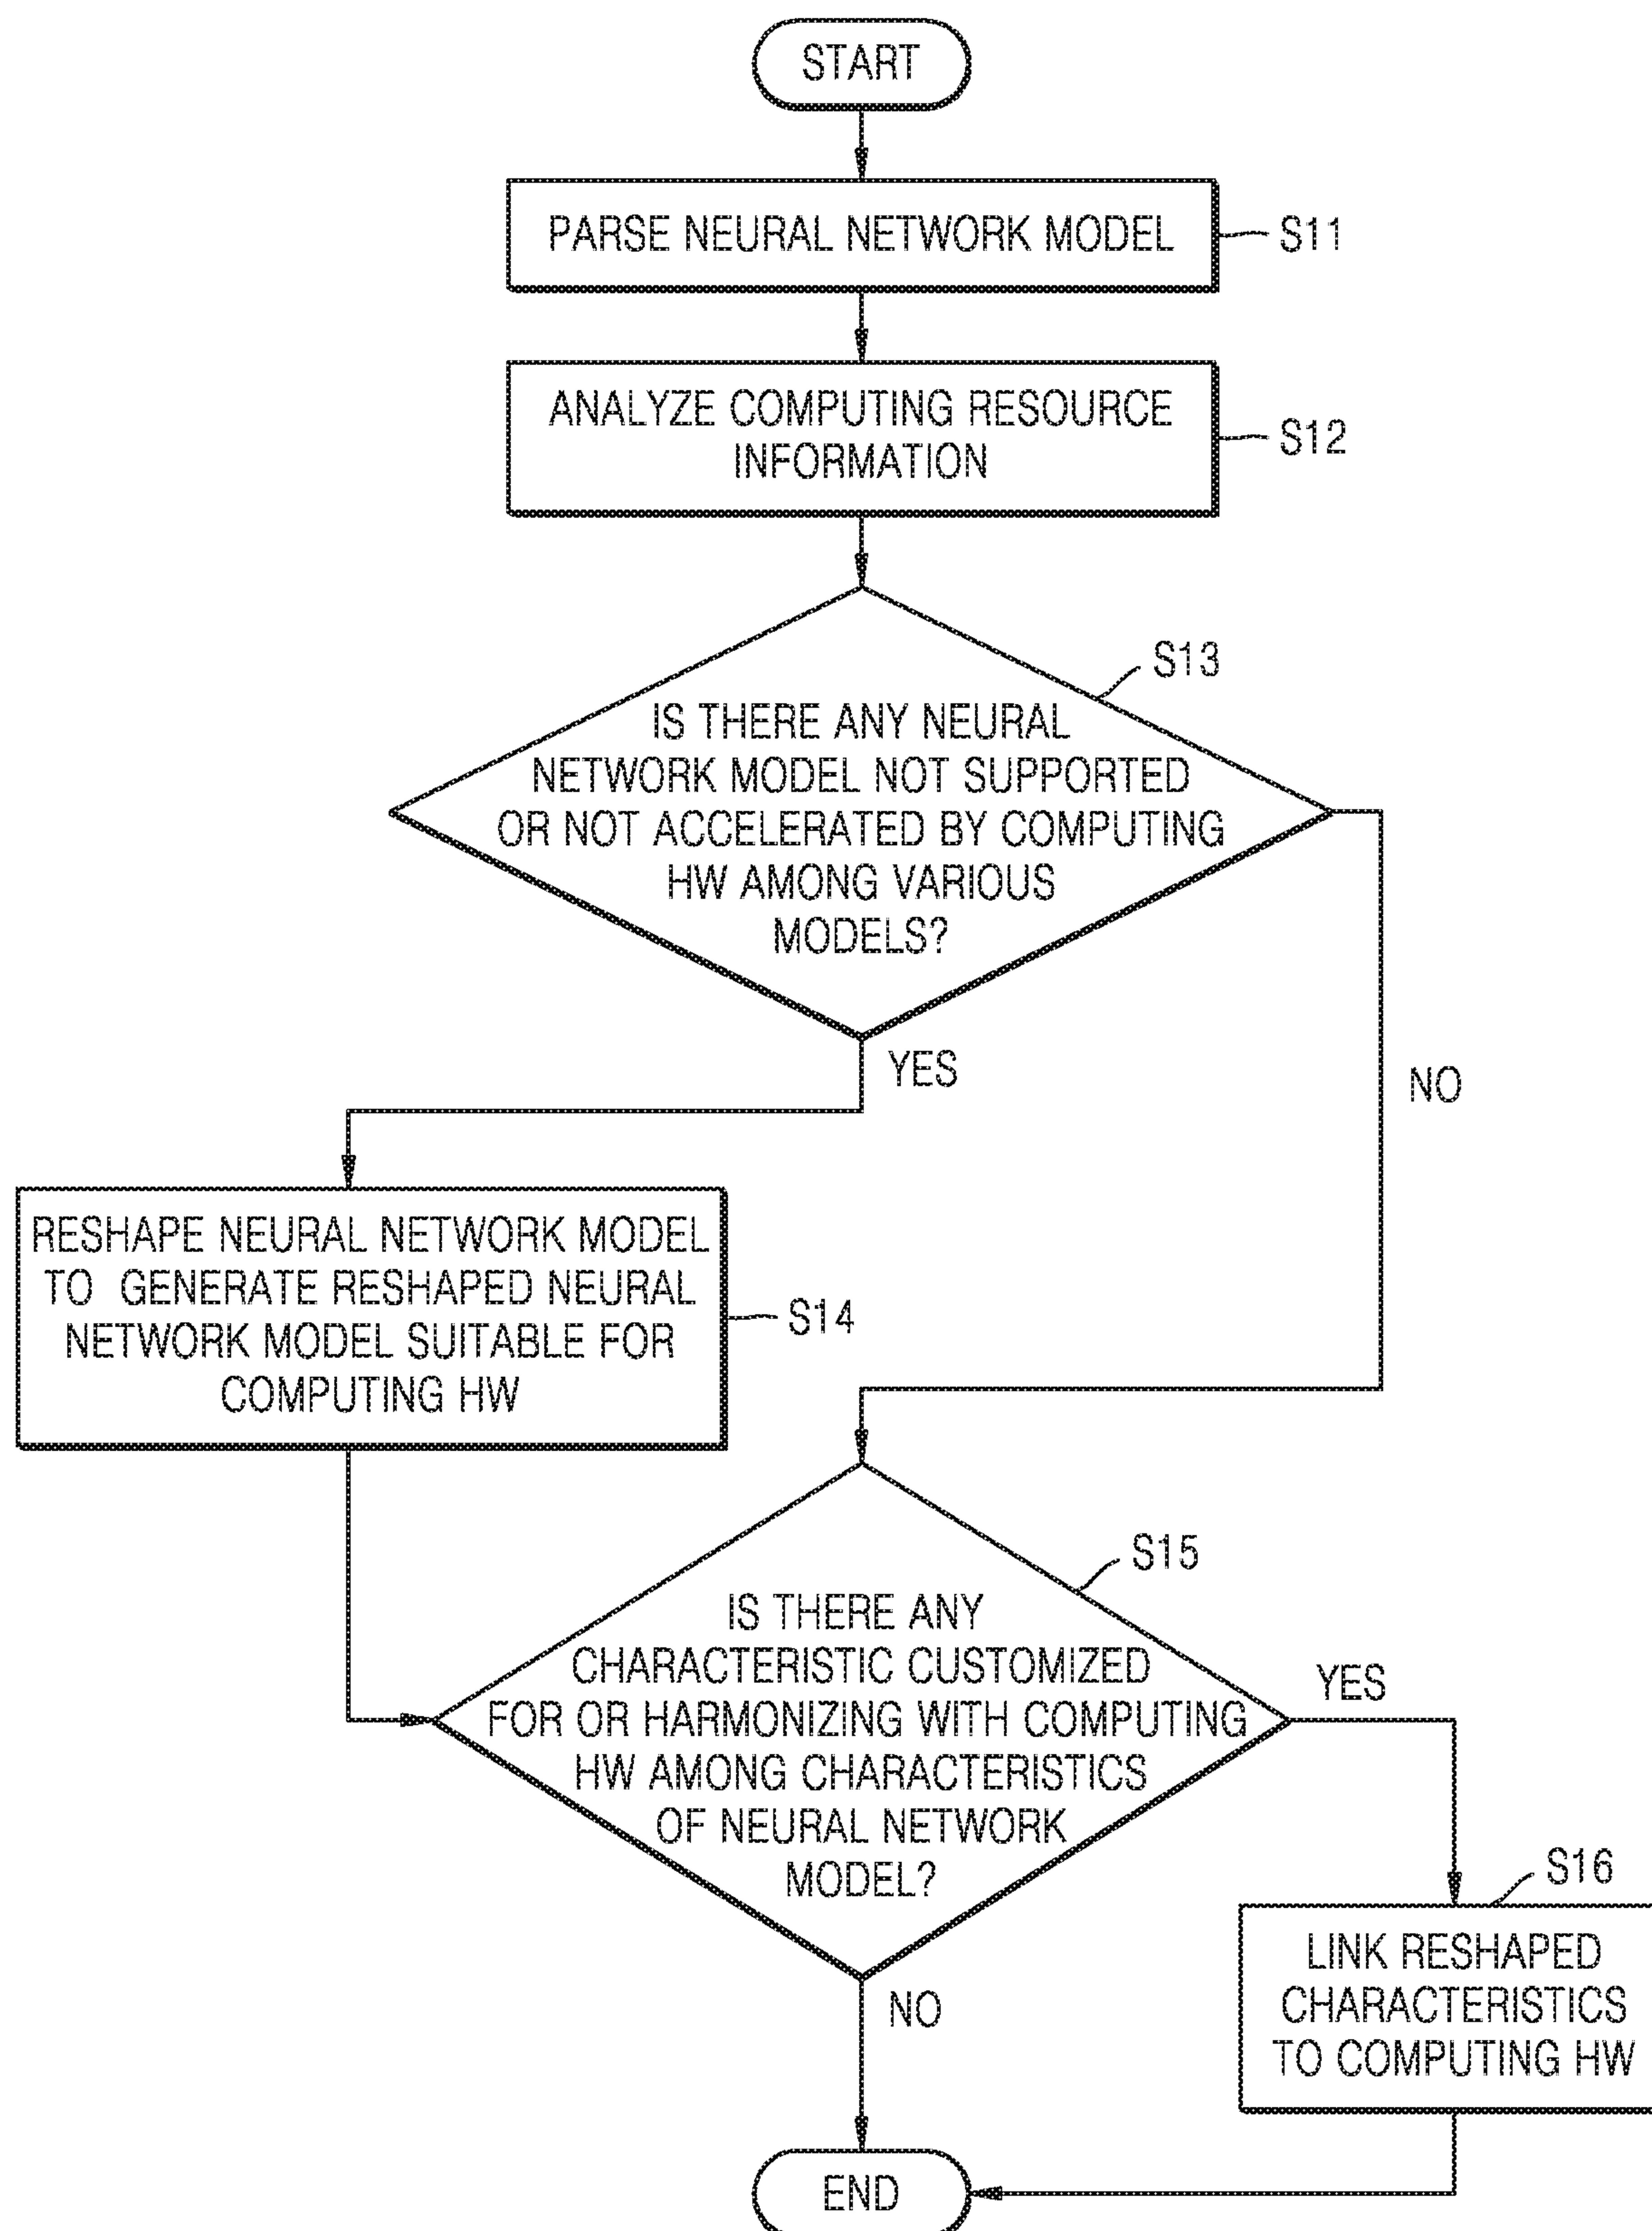 START
PARSE NEURAL NETWORK MODEL
S11
ANALYZE COMPUTING RESOURCE
INFORMATION
S12
S13
IS THERE ANY NEURAL
NETWORK MODEL NOT SUPPORTED
OR NOT ACCELERATED BY COMPUTING
HW AMONG VARIOUS
MODELS?
YES
NO
RESHAPE NEURAL NETWORK MODEL
TO GENERATE RESHAPED NEURAL
NETWORK MODEL SUITABLE FOR
COMPUTING HW
S14
S15
IS THERE ANY
CHARACTERISTIC CUSTOMIZED
FOR OR HARMONIZING WITH COMPUTING
HW AMONG CHARACTERISTICS
OF NEURAL NETWORK
MODEL?
YES
NO
S16
LINK RESHAPED
CHARACTERISTICS
TO COMPUTING HW
END